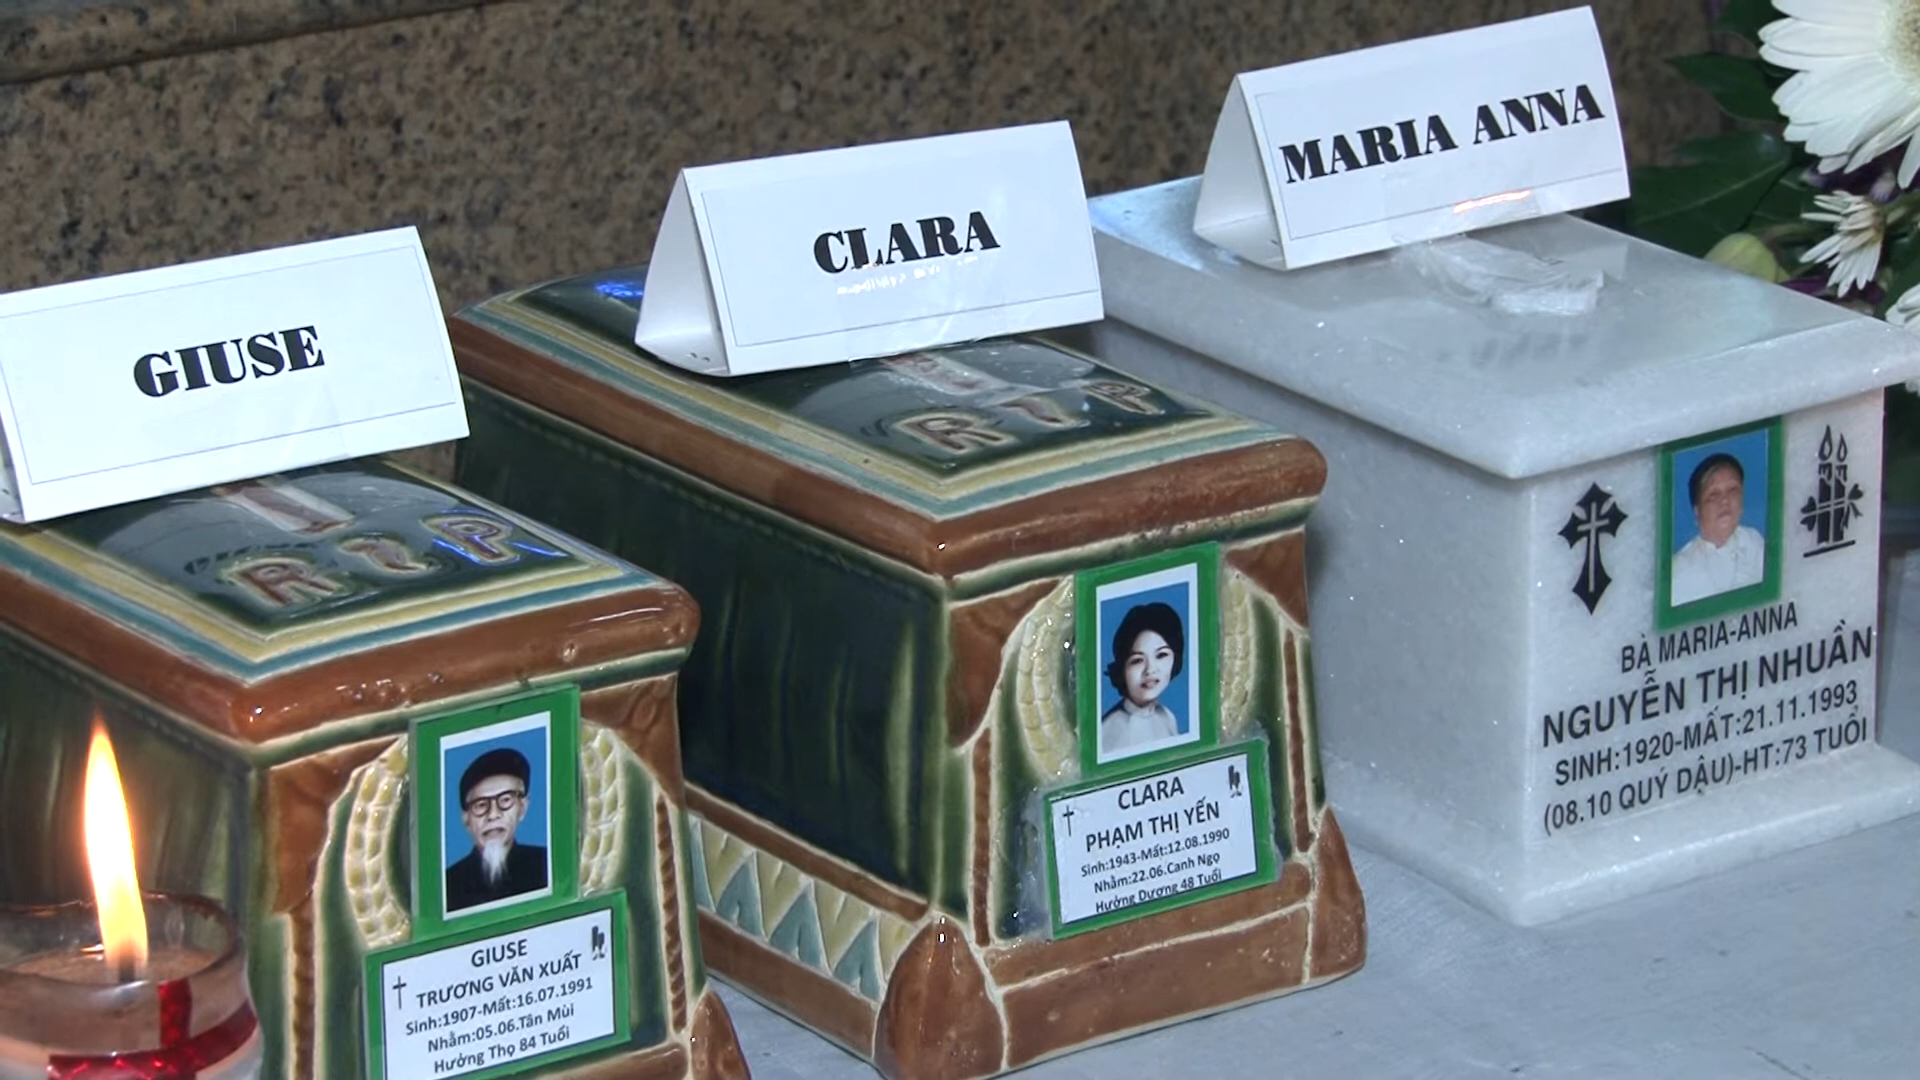 GIUSE
RIP
GIUSE
TRƯƠNG VĂN XUẤT
Sinh:1907-Mất:16.07.1991
Nhằm:05.06.Tân Mùi
Hưởng Thọ 84 Tuổi
CLARA
RIP
CLARA
PHẠM THỊ YẾN
Sinh:1943-Mất:12.08.1990
Nhằm:22.06.Canh Ngọ
Hưởng Dương 48 Tuổi
MARIA ANNA
BÀ MARIA-ANNA
NGUYỄN THỊ NHUẦN
SINH:1920-MẤT:21.11.1993
(08.10 QUÝ DẬU)-HT:73 TUỔI